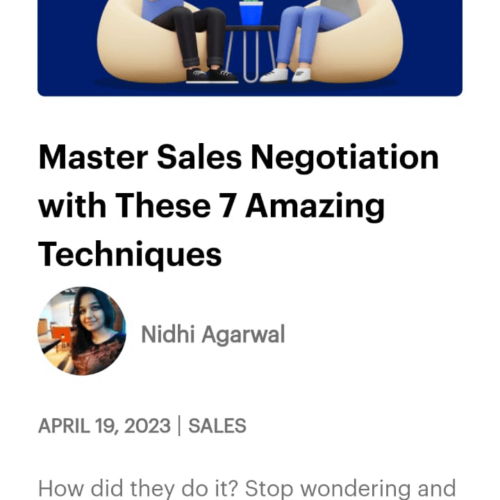 Master Sales Negotiation
with These 7 Amazing
Techniques
Nidhi Agarwal
APRIL 19, 2023 | SALES
How did they do it? Stop wondering and